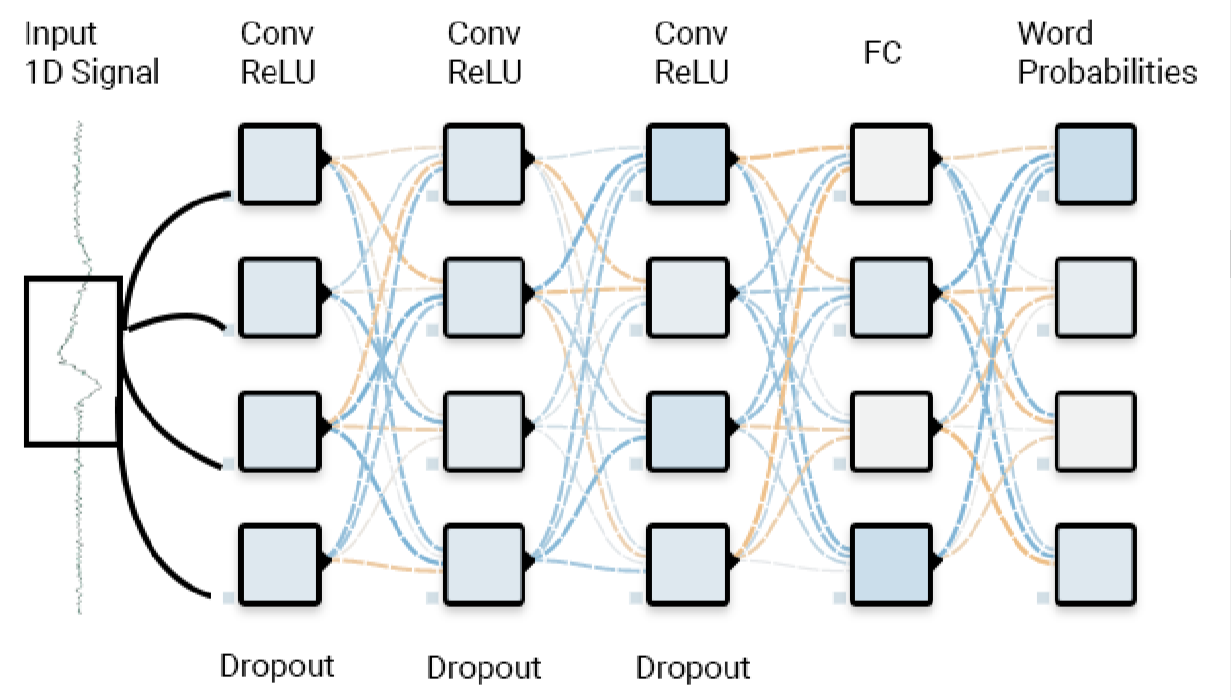 Input
1D Signal
Conv
ReLU
Conv
ReLU
Conv
ReLU
FC
Word
Probabilities
Dropout
Dropout
Dropout